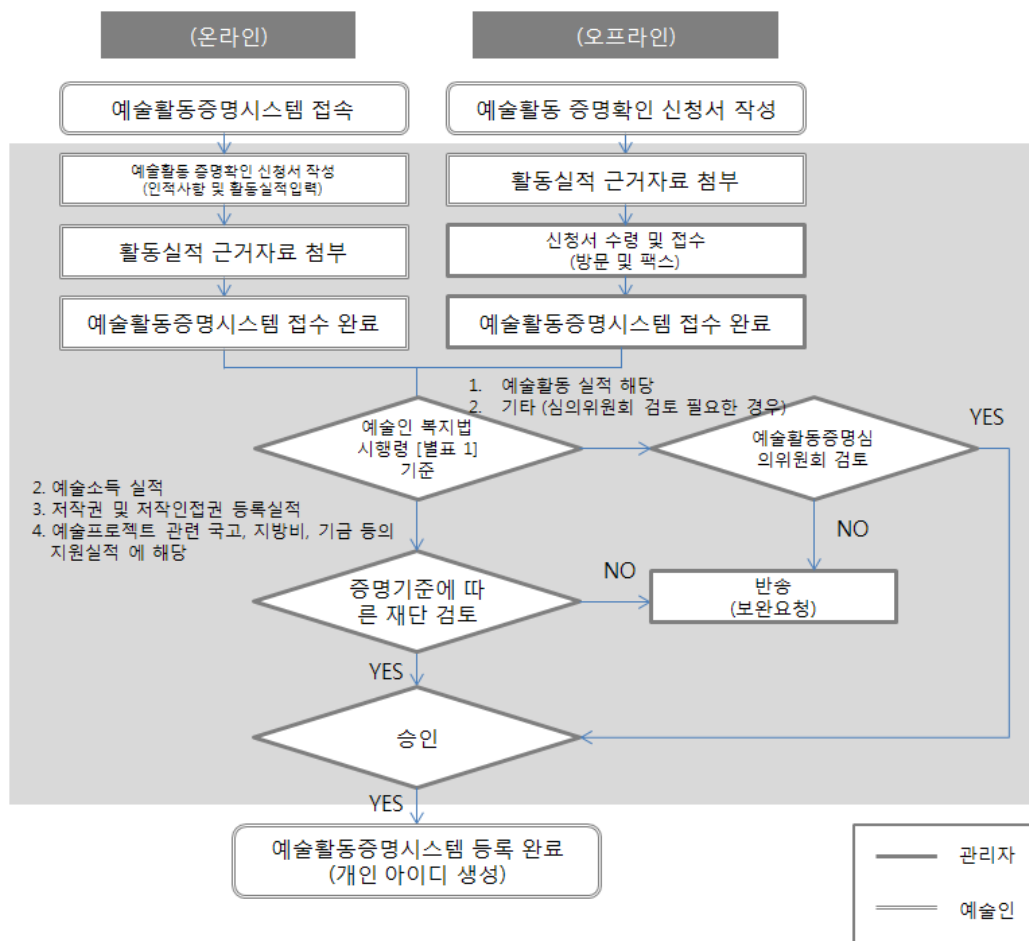 (온라인)
(오프라인)
예술활동증명시스템 접속
예술활동 증명확인 신청서 작성
예술활동 증명확인 신청서 작성
(인적사항 및 활동실적입력)
활동실적 근거자료 첨부
활동실적 근거자료 첨부
신청서 수령 및 접수
(방문 및 팩스)
예술활동증명시스템 접수 완료
예술활동증명시스템 접수 완료
1. 예술활동 실적 해당
2. 기타 (심의위원회 검토 필요한 경우)
YES
예술인 복지법
시행령 [별표 1]
기준
예술활동증명심
의위원회 검토
2. 예술소득 실적
3. 저작권 및 저작인접권 등록실적
4. 예술프로젝트 관련 국고, 지방비, 기금 등의
지원실적 에 해당
NO
NO
증명기준에 따
른 재단 검토
반송
(보완요청)
YES
승인
YES
예술활동증명시스템 등록 완료
(개인 아이디 생성)
관리자
예술인